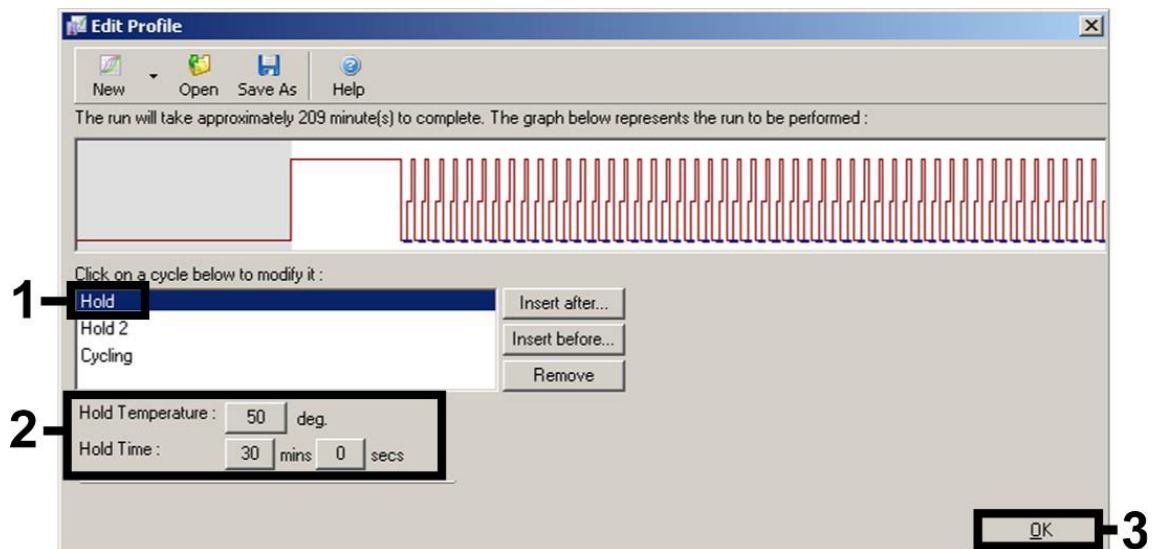 Edit Profile
New Open Save As Help
The run will take approximately 209 minute(s) to complete. The graph below represents the run to be performed :
Click on a cycle below to modify it :
1
Hold
Insert after...
Hold 2
Insert before...
Cycling
Remove
2
Hold Temperature : 50 deg.
Hold Time : 30 mins 0 secs
OK
3